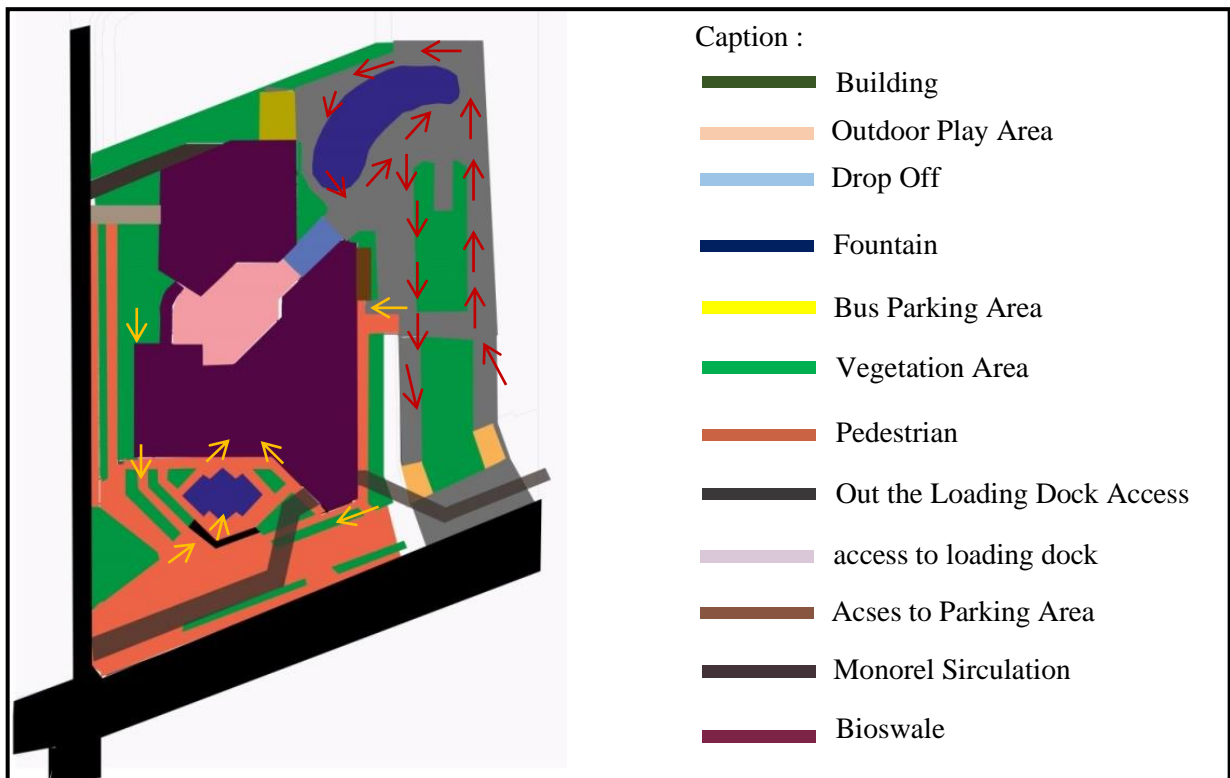 Caption :
Building
Outdoor Play Area
Drop Off
Fountain
Bus Parking Area
Vegetation Area
Pedestrian
Out the Loading Dock Access
access to loading dock
Acses to Parking Area
Monorel Sirculation
Bioswale